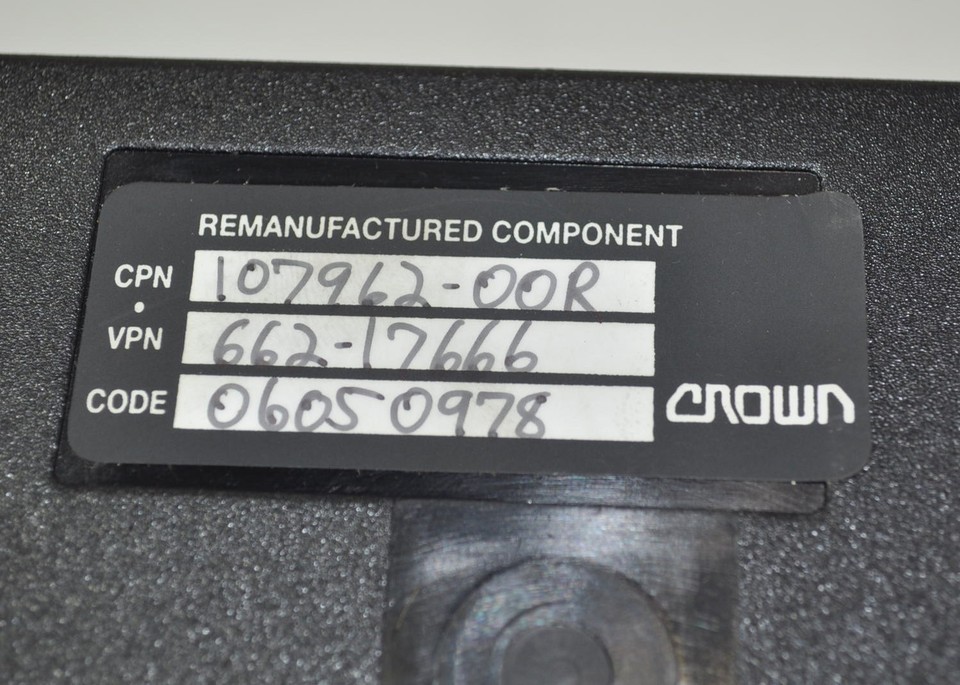 REMANUFACTURED COMPONENT
CPN 107962-00R
•
VPN 662-17666
CODE 06050978
CROWN